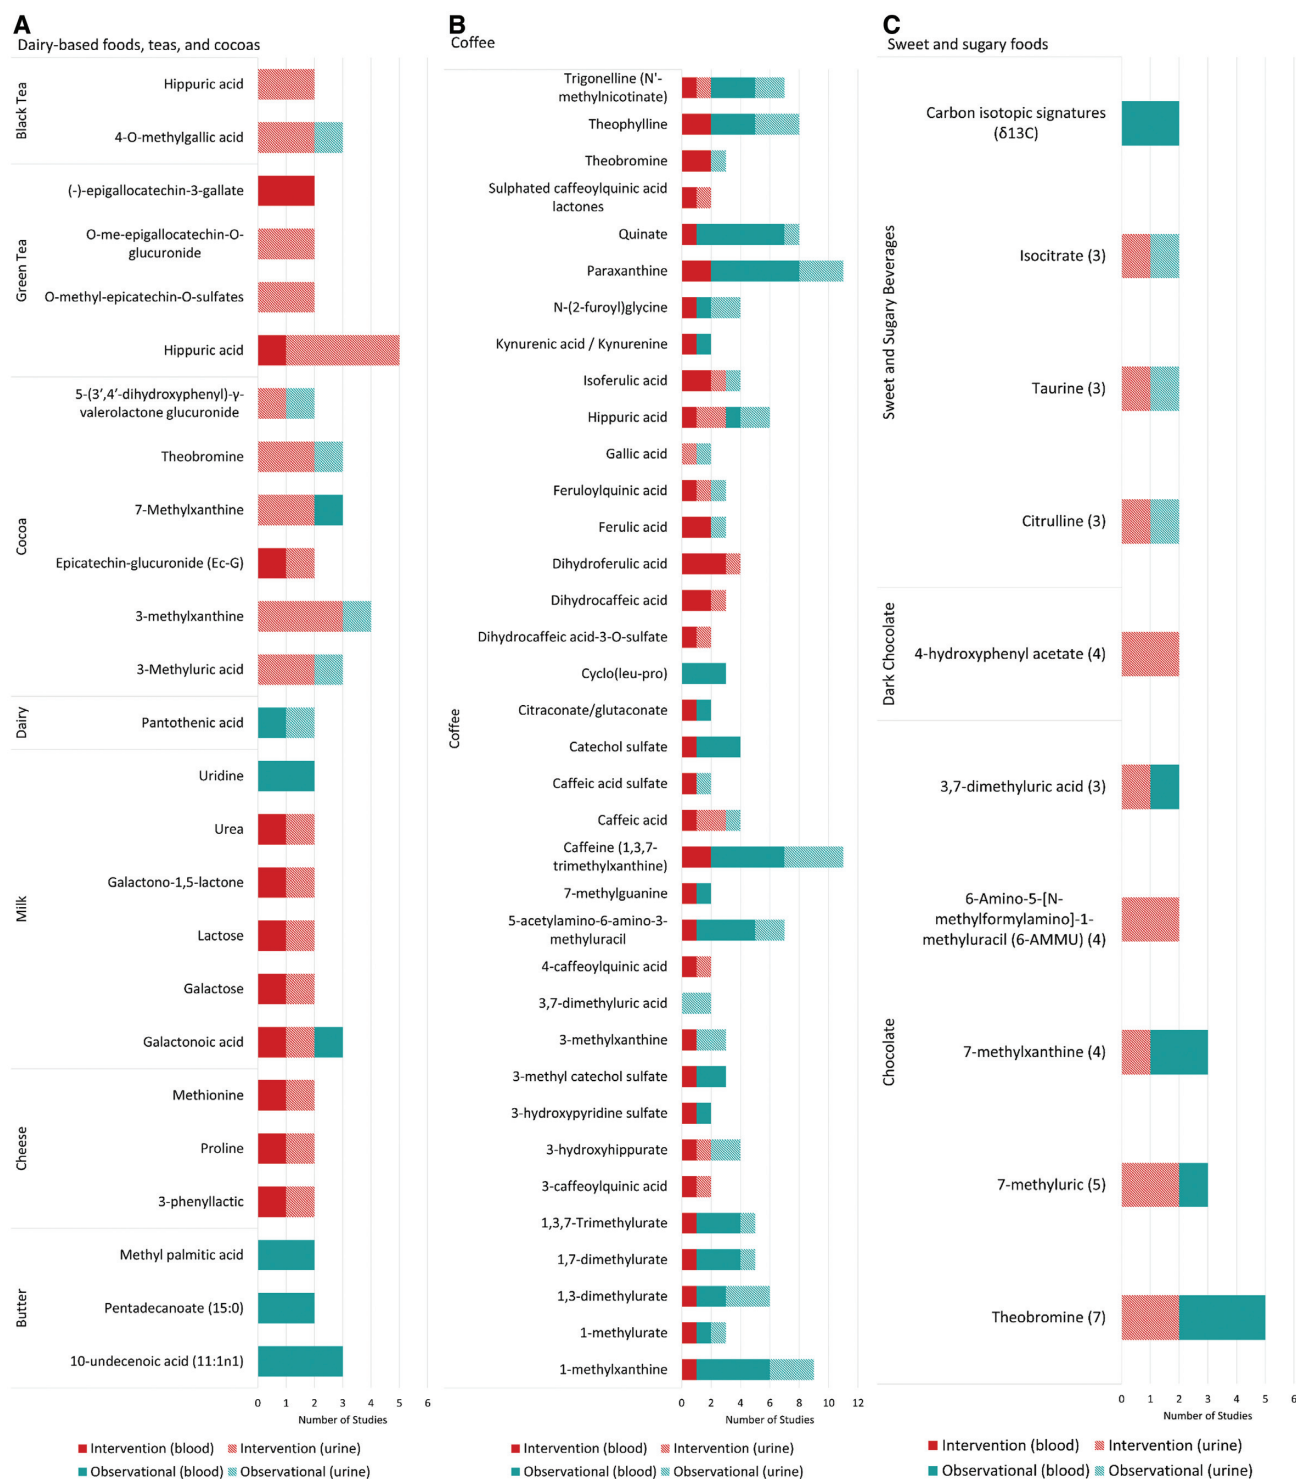 A
Dairy-based foods, teas, and cocoas
Black Tea
Hippuric acid
4-O-methylgallic acid
Green Tea
(-)-epigallocatechin-3-gallate
O-me-epigallocatechin-O-
glucuronide
O-methyl-epicatechin-O-sulfates
Hippuric acid
Cocoa
5-(3′,4′-dihydroxyphenyl)-γ-
valerolactone glucuronide
Theobromine
7-Methylxanthine
Epicatechin-glucuronide (Ec-G)
3-methylxanthine
3-Methyluric acid
Dairy
Pantothenic acid
Milk
Uridine
Urea
Galactono-1,5-lactone
Lactose
Galactose
Galactonoic acid
Cheese
Methionine
Proline
3-phenyllactic
Butter
Methyl palmitic acid
Pentadecanoate (15:0)
10-undecenoic acid (11:1n1)
0 1 2 3 4 5 6
Number of Studies
Intervention (blood) Intervention (urine)
Observational (blood) Observational (urine)
B
Coffee
Coffee
Trigonelline (N'-
methylnicotinate)
Theophylline
Theobromine
Sulphated caffeoylquinic acid
lactones
Quinate
Paraxanthine
N-(2-furoyl)glycine
Kynurenic acid / Kynurenine
Isoferulic acid
Hippuric acid
Gallic acid
Feruloylquinic acid
Ferulic acid
Dihydroferulic acid
Dihydrocaffeic acid
Dihydrocaffeic acid-3-O-sulfate
Cyclo(leu-pro)
Citraconate/glutaconate
Catechol sulfate
Caffeic acid sulfate
Caffeic acid
Caffeine (1,3,7-
trimethylxanthine)
7-methylguanine
5-acetylamino-6-amino-3-
methyluracil
4-caffeoylquinic acid
3,7-dimethyluric acid
3-methylxanthine
3-methyl catechol sulfate
3-hydroxypyridine sulfate
3-hydroxyhippurate
3-caffeoylquinic acid
1,3,7-Trimethylurate
1,7-dimethylurate
1,3-dimethylurate
1-methylurate
1-methylxanthine
0 2 4 6 8 10 12
Number of Studies
Intervention (blood) Intervention (urine)
Observational (blood) Observational (urine)
C
Sweet and sugary foods
Sweet and Sugary Beverages
Carbon isotopic signatures
(δ13C)
Isocitrate (3)
Taurine (3)
Citrulline (3)
Dark Chocolate
4-hydroxyphenyl acetate (4)
Chocolate
3,7-dimethyluric acid (3)
6-Amino-5-[N-
methylformylamino]-1-
methyluracil (6-AMMU) (4)
7-methylxanthine (4)
7-methyluric (5)
Theobromine (7)
0 1 2 3 4 5 6
Number of Studies
Intervention (blood) Intervention (urine)
Observational (blood) Observational (urine)